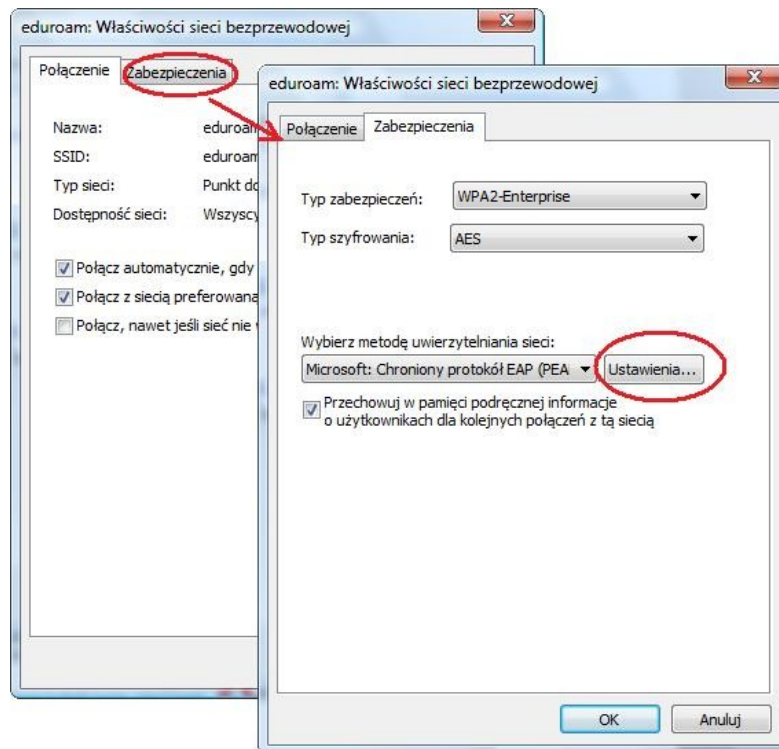 eduroam: Właściwości sieci bezprzewodowej
Połączenie Zabezpieczenia
Nazwa: eduroam
SSID: eduroam
Typ sieci: Punkt
Dostępność sieci: Wszyscy
Połącz automatycznie, gdy
Połącz z siecią preferowaną
Połącz, nawet jeśli sieć nie
eduroam: Właściwości sieci bezprzewodowej
Połączenie Zabezpieczenia
Typ zabezpieczeń: WPA2-Enterprise
Typ szyfrowania: AES
Wybierz metodę uwierzytelniania sieci:
Microsoft: Chroniony protokół EAP (PEA Ustawienia...
Przechowuj w pamięci podręcznej informacje
o użytkownikach dla kolejnych połączeń z tą siecią
OK Anuluj